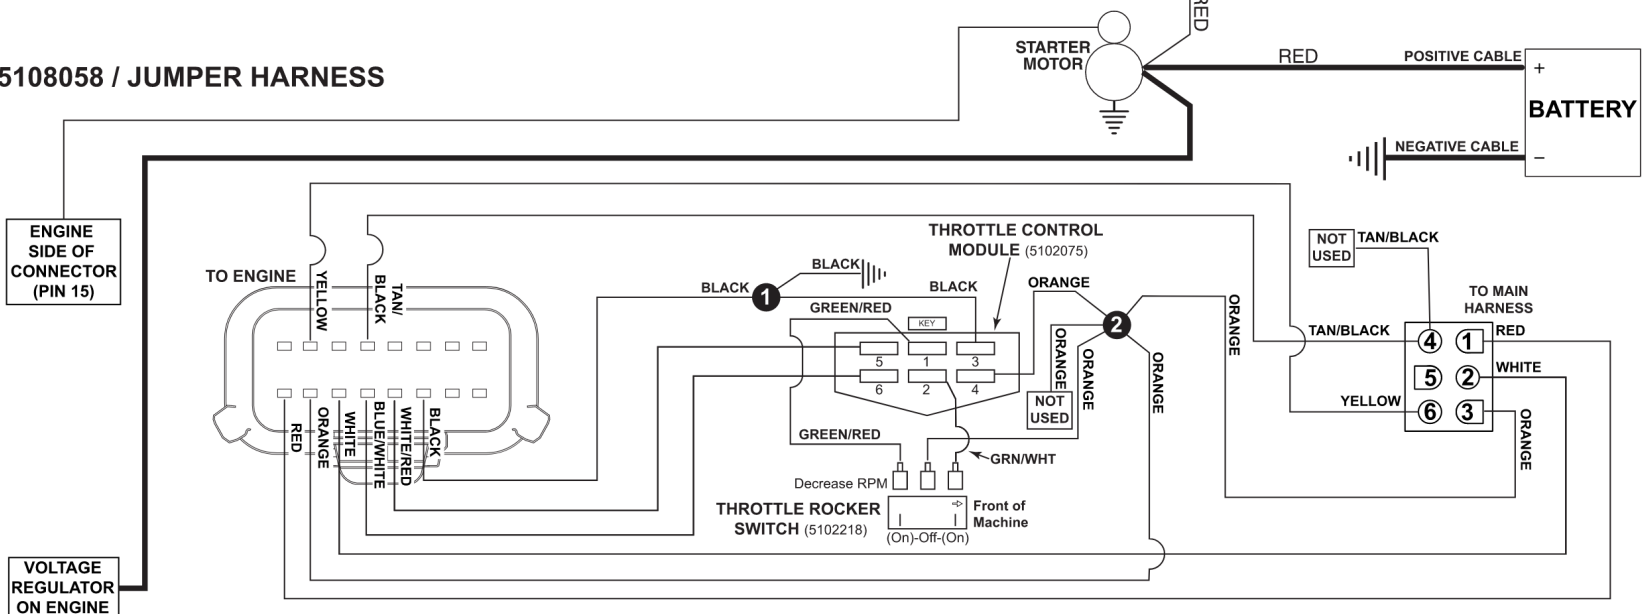 RED
STARTER
MOTOR
RED
POSITIVE CABLE
+
BATTERY
NEGATIVE CABLE
–
5108058 / JUMPER HARNESS
ENGINE
SIDE OF
CONNECTOR
(PIN 15)
TO ENGINE
YELLOW
TAN/
BLACK
THROTTLE CONTROL
MODULE (5102075)
BLACK
BLACK
1
BLACK
GREEN/RED
KEY
ORANGE
2
5
1
3
6
2
4
ORANGE
NOT
USED
ORANGE
ORANGE
ORANGE
NOT
USED
TAN/BLACK
TO MAIN
HARNESS
TAN/BLACK
4
1
RED
5
2
WHITE
YELLOW
6
3
ORANGE
RED
ORANGE
WHITE
BLUE/WHITE
WHITE/RED
BLACK
GREEN/RED
GRN/WHT
Decrease RPM
THROTTLE ROCKER
SWITCH (5102218)
Front of
Machine
(On)-Off-(On)
VOLTAGE
REGULATOR
ON ENGINE